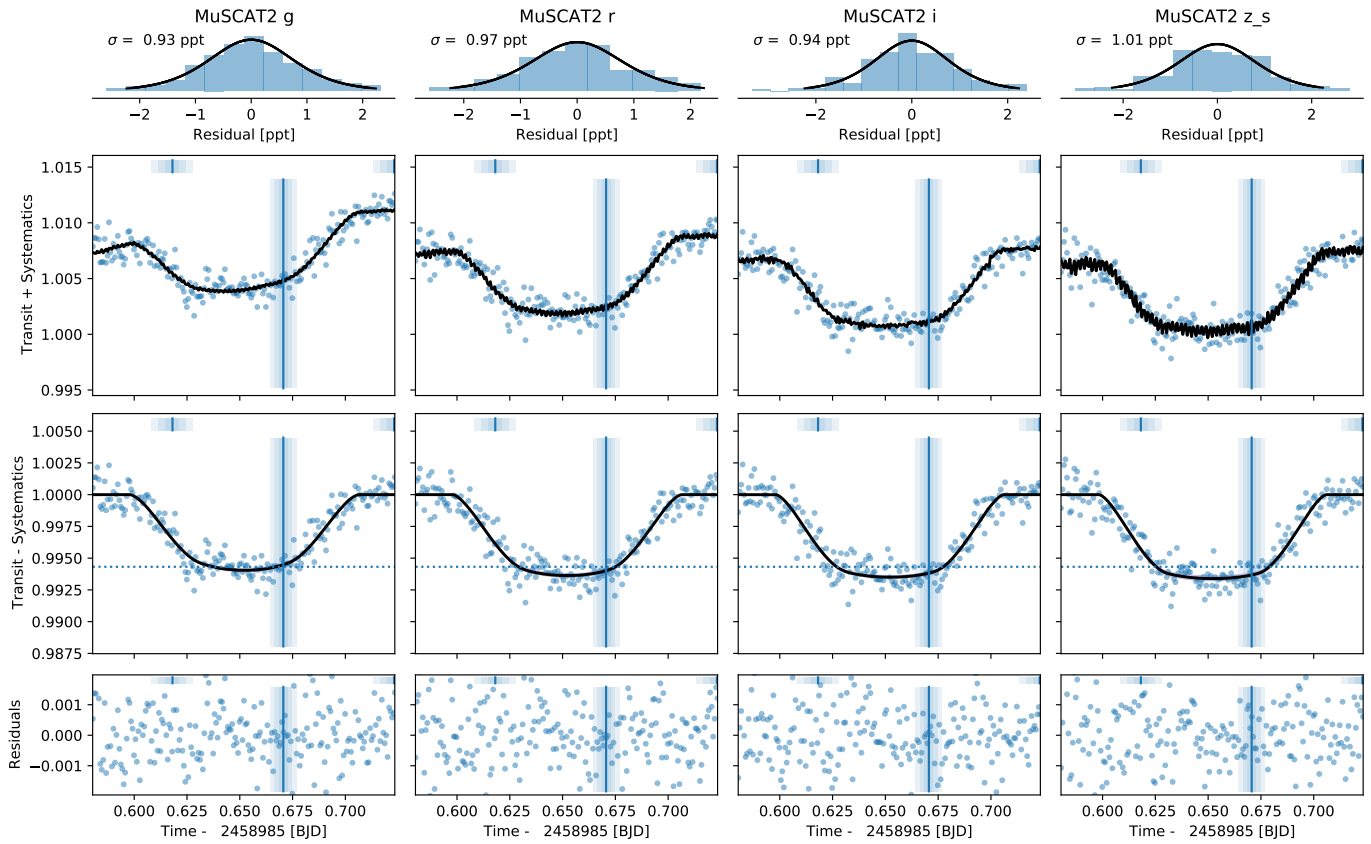 MuSCAT2 g
MuSCAT2 r
MuSCAT2 i
MuSCAT2 z_s
σ = 0.93 ppt
σ = 0.97 ppt
σ = 0.94 ppt
σ = 1.01 ppt
−2 −1 0 1 2
−2 −1 0 1 2
−2 0 2
−2 0 2
Residual [ppt]
Residual [ppt]
Residual [ppt]
Residual [ppt]
Transit + Systematics
1.015
1.010
1.005
1.000
0.995
Transit - Systematics
1.0050
1.0025
1.0000
0.9975
0.9950
0.9925
0.9900
0.9875
Residuals
0.001
0.000
−0.001
0.600 0.625 0.650 0.675 0.700
0.600 0.625 0.650 0.675 0.700
0.600 0.625 0.650 0.675 0.700
0.600 0.625 0.650 0.675 0.700
Time - 2458985 [BJD]
Time - 2458985 [BJD]
Time - 2458985 [BJD]
Time - 2458985 [BJD]